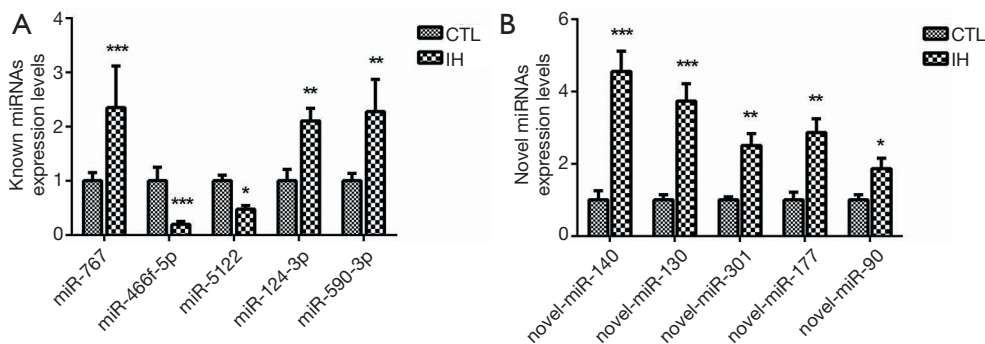 A
Known miRNAs
expression levels
4
3
2
1
0
***
***
*
**
**
CTL
IH
miR-767
miR-466f-5p
miR-5122
miR-124-3p
miR-590-3p
B
Novel miRNAs
expression levels
6
4
2
0
***
***
**
**
*
CTL
IH
novel-miR-140
novel-miR-130
novel-miR-301
novel-miR-177
novel-miR-90